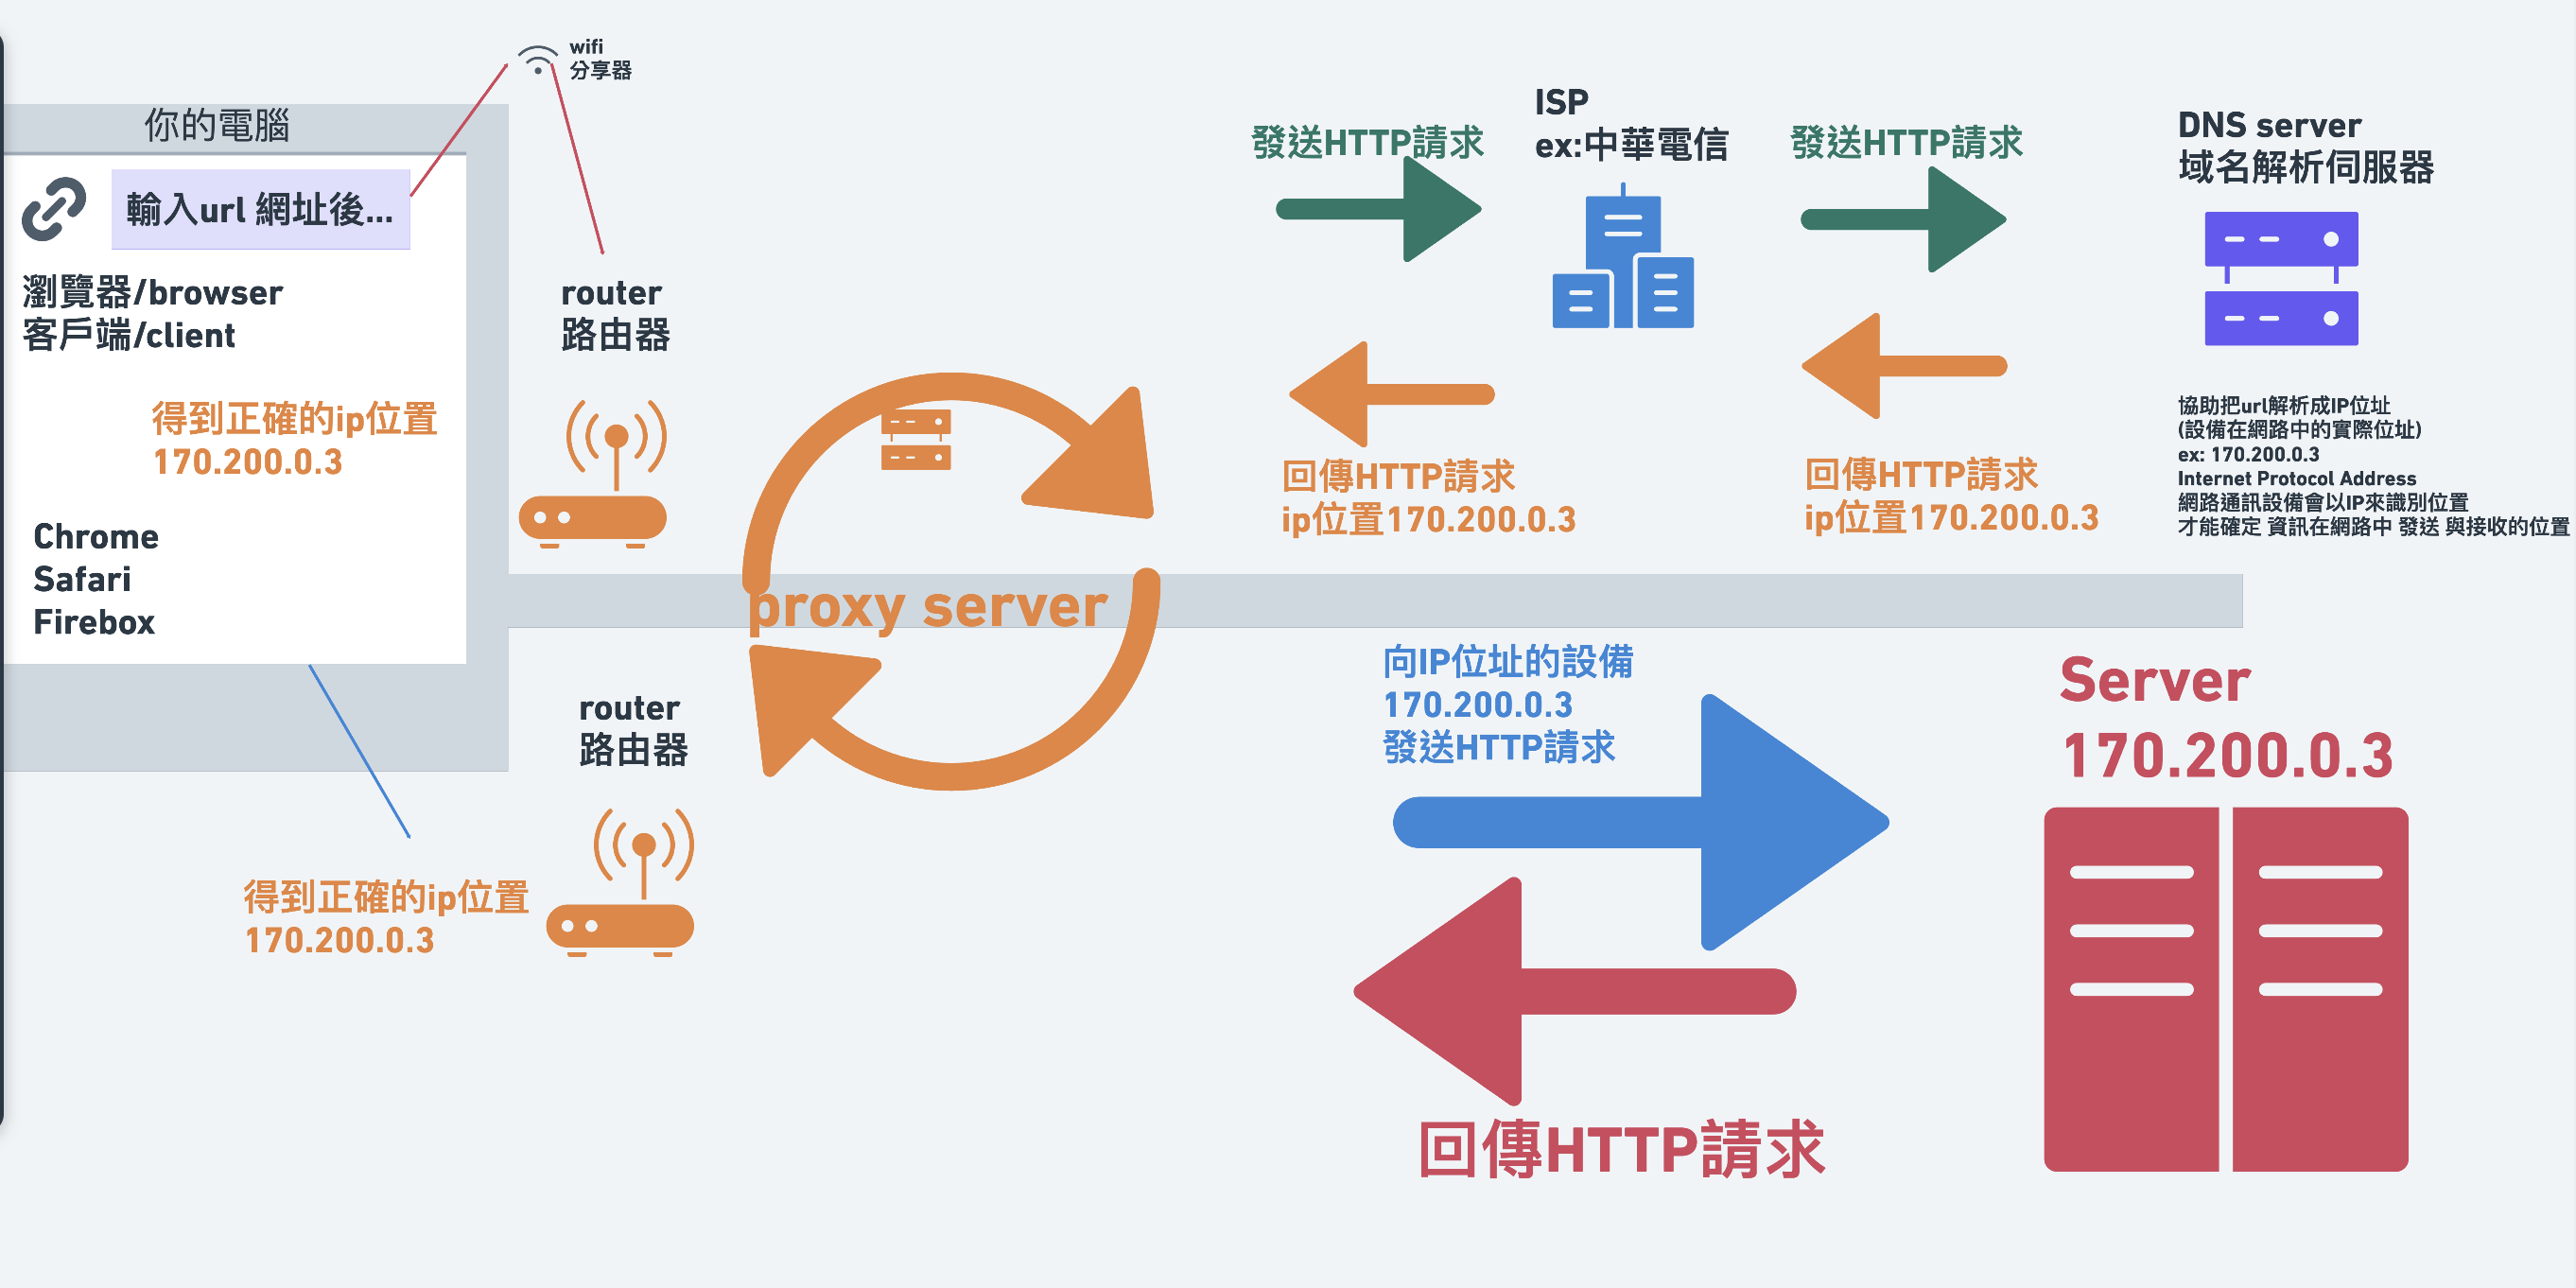 wifi
分享器
你的電腦
輸入url 網址後...
瀏覽器/browser
客戶端/client
得到正確的ip位置
170.200.0.3
Chrome
Safari
Firebox
router
路由器
發送HTTP請求
ISP
ex:中華電信
發送HTTP請求
DNS server
域名解析伺服器
回傳HTTP請求
ip位置170.200.0.3
回傳HTTP請求
ip位置170.200.0.3
協助把url解析成IP位址
(設備在網路中的實際位址)
ex: 170.200.0.3
Internet Protocol Address
網路通訊設備會以IP來識別位置
才能確定 資訊在網路中 發送 與接收的位置
proxy server
router
路由器
得到正確的ip位置
170.200.0.3
向IP位址的設備
170.200.0.3
發送HTTP請求
Server
170.200.0.3
回傳HTTP請求